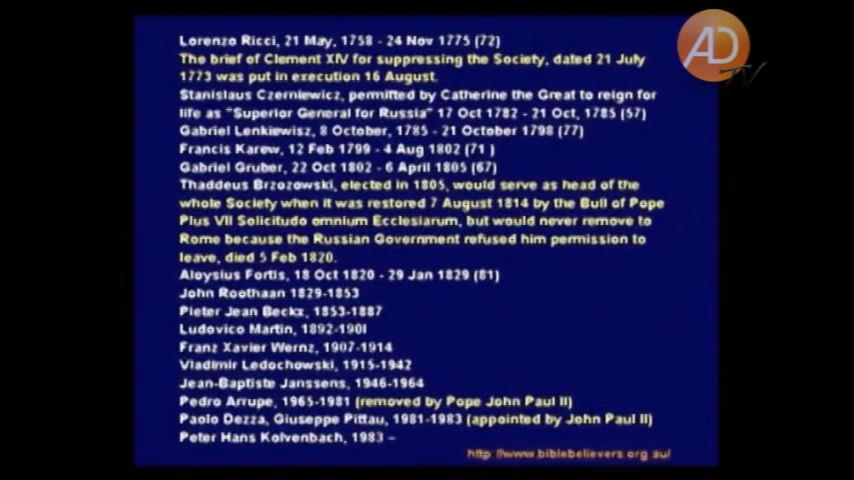 AD
TV
Lorenzo Ricci, 21 May, 1758 - 24 Nov 1775 (72)
The brief of Clement XIV for suppressing the Society, dated 21 July
1773 was put in execution 16 August.
Stanislaus Czerniewicz, permitted by Catherine the Great to reign for
life as "Superior General for Russia" 17 Oct 1782 - 21 Oct, 1785 (57)
Gabriel Lenkiewisz, 8 October, 1785 - 21 October 1798 (77)
Francis Karew, 12 Feb 1799 - 4 Aug 1802 (71 )
Gabriel Gruber, 22 Oct 1802 - 6 April 1805 (67)
Thaddeus Brzozowski, elected in 1805, would serve as head of the
whole Society when it was restored 7 August 1814 by the Bull of Pope
Pius VII Solicitudo omnium Ecclesiarum, but would never remove to
Rome because the Russian Government refused him permission to
leave, died 5 Feb 1820.
Aloysius Fortis, 18 Oct 1820 - 29 Jan 1829 (81)
John Roothaan 1829-1853
Pieter Jean Beckx, 1853-1887
Ludovico Martin, 1892-1901
Franz Xavier Wernz, 1907-1914
Vladimir Ledochowski, 1915-1942
Jean-Baptiste Janssens, 1946-1964
Pedro Arrupe, 1965-1981 (removed by Pope John Paul II)
Paolo Dezza, Giuseppe Pittau, 1981-1983 (appointed by John Paul II)
Peter Hans Kolvenbach, 1983 –
http://www.biblebelievers.org.au/